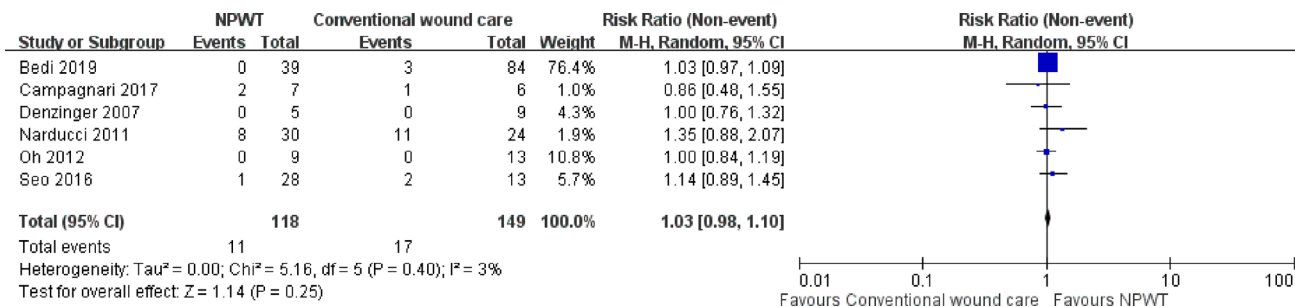 NPWT Conventional wound care Risk Ratio (Non-event) Risk Ratio (Non-event)
Study or Subgroup Events Total Events Total Weight M-H, Random, 95% CI M-H, Random, 95% CI
Bedi 2019 0 39 3 84 76.4% 1.03 [0.97, 1.09]
Campagnari 2017 2 7 1 6 1.0% 0.86 [0.48, 1.55]
Denzinger 2007 0 5 0 9 4.3% 1.00 [0.76, 1.32]
Narducci 2011 8 30 11 24 1.9% 1.35 [0.88, 2.07]
Oh 2012 0 9 0 13 10.8% 1.00 [0.84, 1.19]
Seo 2016 1 28 2 13 5.7% 1.14 [0.89, 1.45]
Total (95% CI) 118 149 100.0% 1.03 [0.98, 1.10]
Total events 11 17
Heterogeneity: Tau² = 0.00; Chi² = 5.16, df = 5 (P = 0.40); I² = 3%
Test for overall effect: Z = 1.14 (P = 0.25)
0.01 0.1 1 10 100
Favours Conventional wound care Favours NPWT